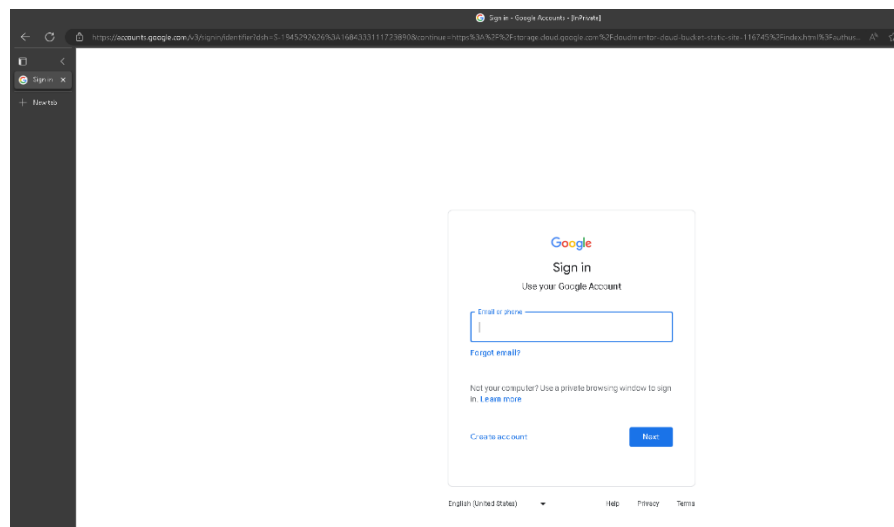 Sign in - Google Accounts - [InPrivate]
Sign in
New tab
Google
Sign in
Use your Google Account
Email or phone
Forgot email?
Not your computer? Use a private browsing window to sign
in. Learn more
Create account
Next
English (United States)
Help Privacy Terms